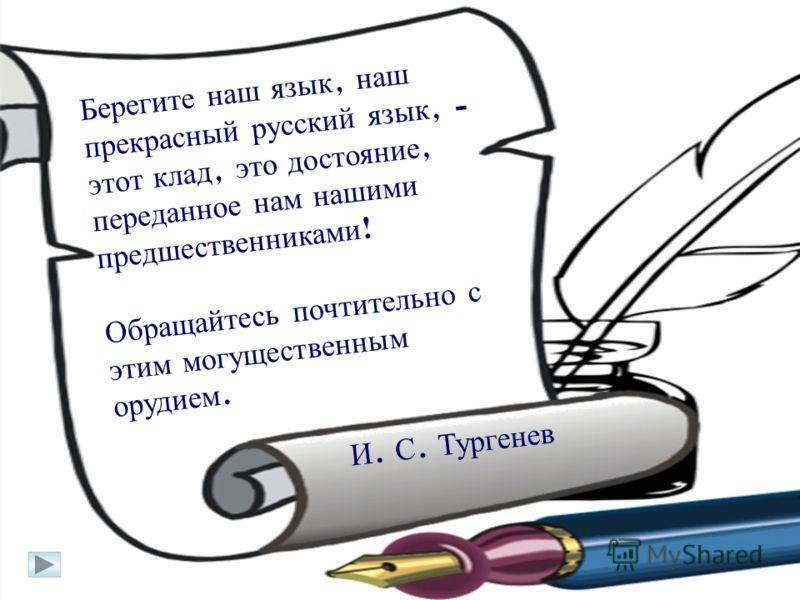 Берегите наш язык, наш
прекрасный русский язык, -
этот клад, это достояние,
переданное нам нашими
предшественниками!
Обращайтесь почтительно с
этим могущественным
орудием.
И. С. Тургенев
MyShared